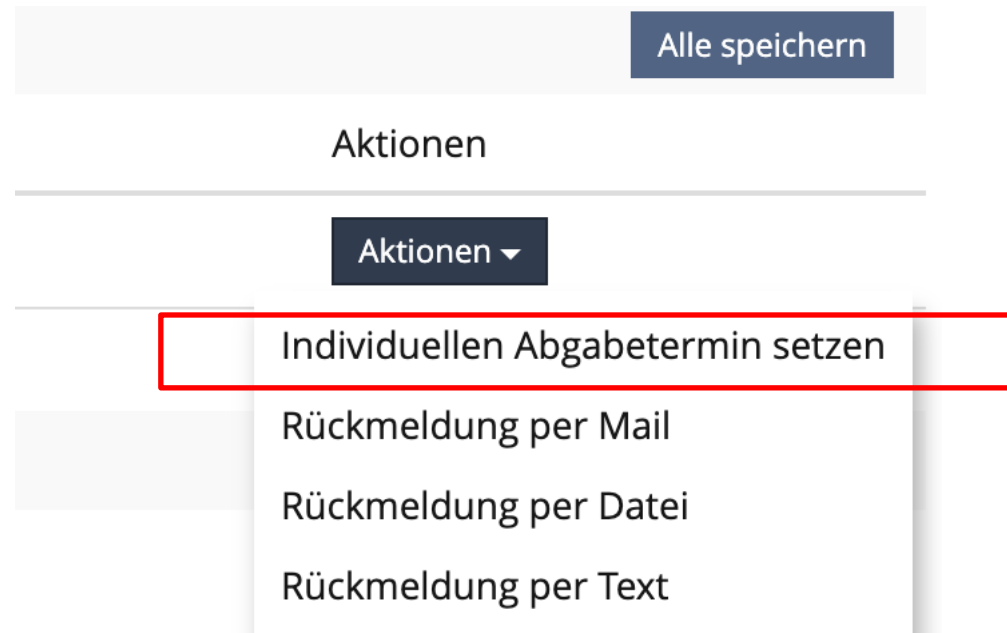 Alle speichern
Aktionen
Aktionen
Individuellen Abgabetermin setzen
Rückmeldung per Mail
Rückmeldung per Datei
Rückmeldung per Text